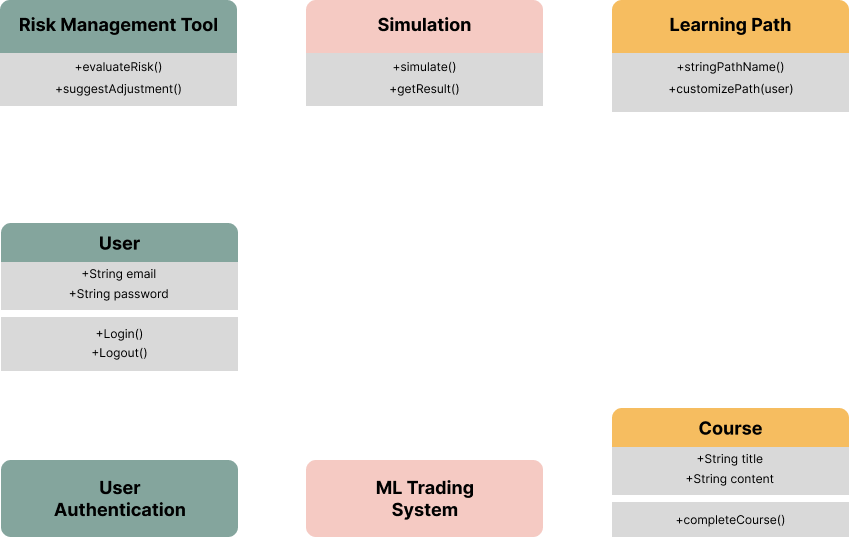 Risk Management Tool
+evaluateRisk()
+suggestAdjustment()
Simulation
+simulate()
+getResult()
Learning Path
+stringPathName()
+customizePath(user)
User
+String email
+String password
+Login()
+Logout()
User
Authentication
ML Trading
System
Course
+String title
+String content
+completeCourse()